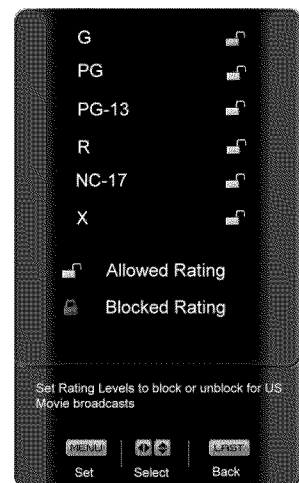 G
PG
PG-13
R
NC-17
X
Allowed Rating
Blocked Rating
Set Rating Levels to block or unblock for US
Movie broadcasts
MENU LAST
Set Select Back